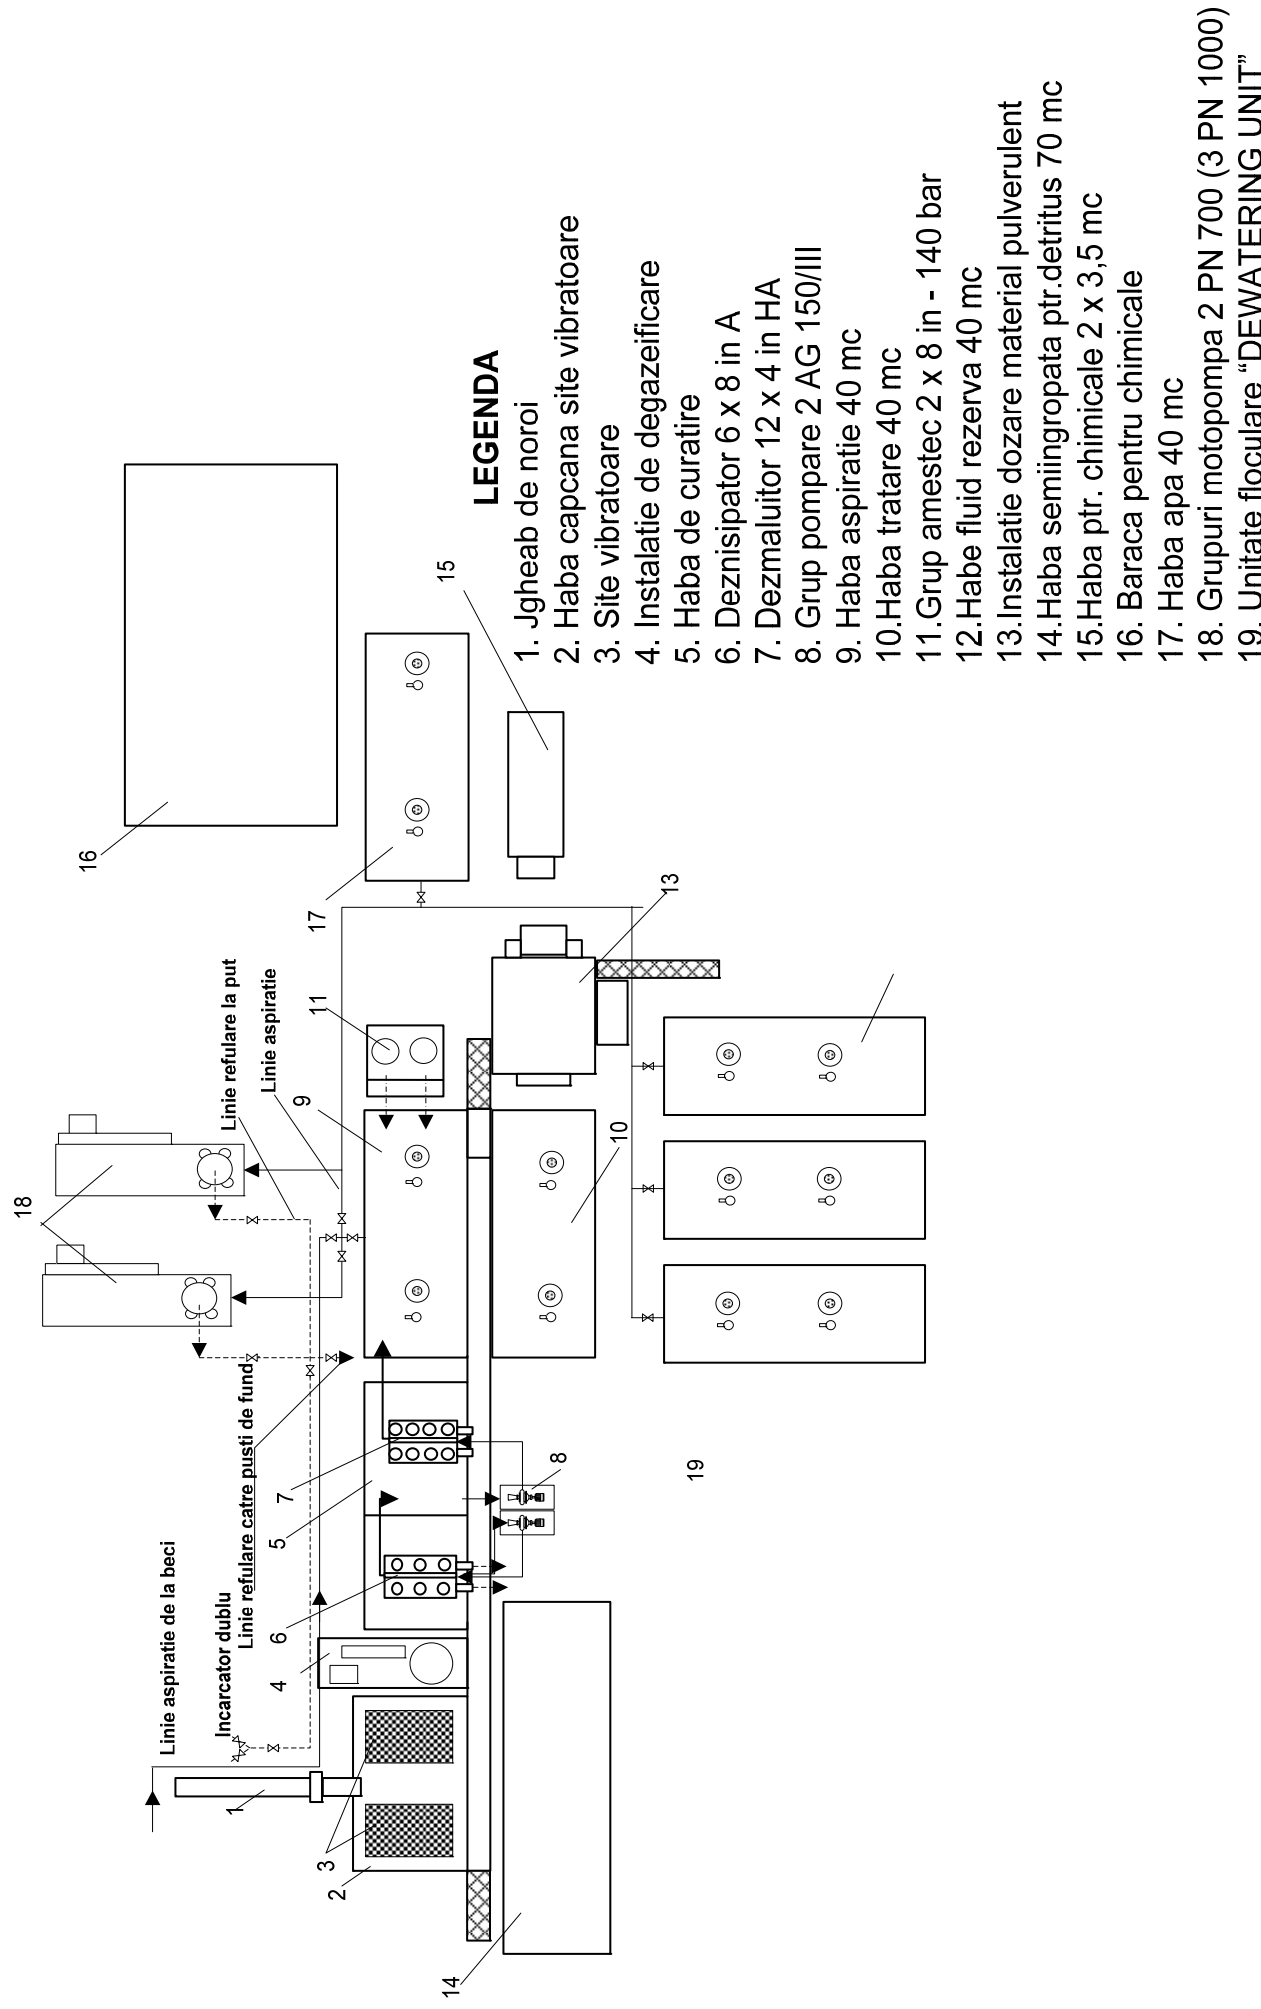 16
15
17
13
Linie refulare la put
Linie aspiratie
11
9
10
18
Linie refulare catre pusti de fund
7
5
8
19
Linie aspiratie de la beci
Incarcator dublu
6
4
1
3
2
14
LEGENDA
1. Jgheab de noroi
2. Haba capcana site vibratoare
3. Site vibratoare
4. Instalatie de degazeificare
5. Haba de curatire
6. Deznisipator 6 x 8 in A
7. Dezmaluitor 12 x 4 in HA
8. Grup pompare 2 AG 150/III
9. Haba aspiratie 40 mc
10.Haba tratare 40 mc
11.Grup amestec 2 x 8 in - 140 bar
12.Habe fluid rezerva 40 mc
13.Instalatie dozare material pulverulent
14.Haba semiingropata ptr.detritus 70 mc
15.Haba ptr. chimicale 2 x 3,5 mc
16. Baraca pentru chimicale
17. Haba apa 40 mc
18. Grupuri motopompa 2 PN 700 (3 PN 1000)
19. Unitate floculare “DEWATERING UNIT”